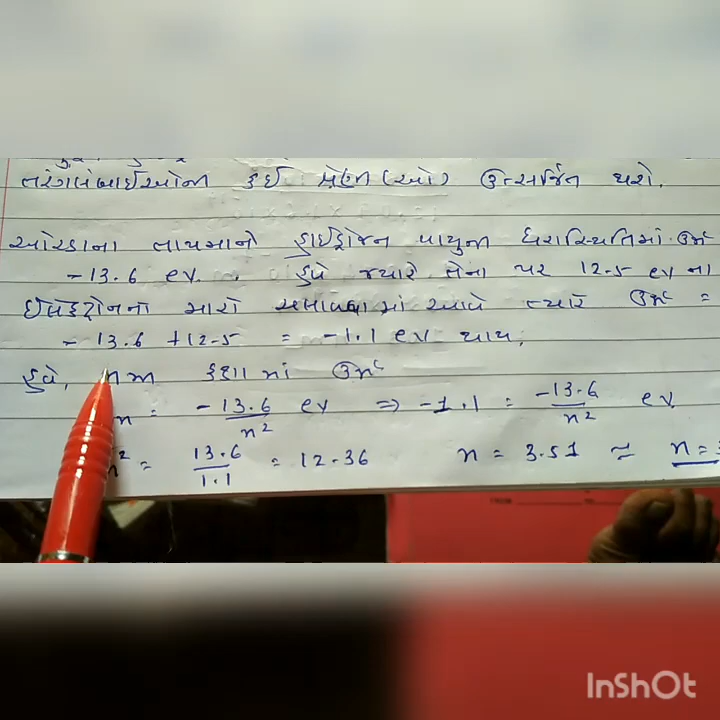 તરંગલંબાઈઓના કઈ શ્રેણી (ઓ) ઉત્સર્જિત થશે.
ઓરડાના તાપમાને હાઈડ્રોજન વાયુના ધરાસ્થિતિમાં ઊર્જા
-13.6 ev. હવે જ્યારે તેના પર 12.5 ev ના
ઈલેક્ટ્રોનના મારો ચલાવવામાં આવે ત્યારે ઊર્જા =
- 13.6 + 12.5 = -1.1 ev થાય.
હવે, કક્ષામાં ઊર્જા
n = -13.6/n² ev ⇒ -1.1 = -13.6/n² ev
n² = 13.6/1.1 = 12.36 n = 3.51 ≈ n =
InShOt